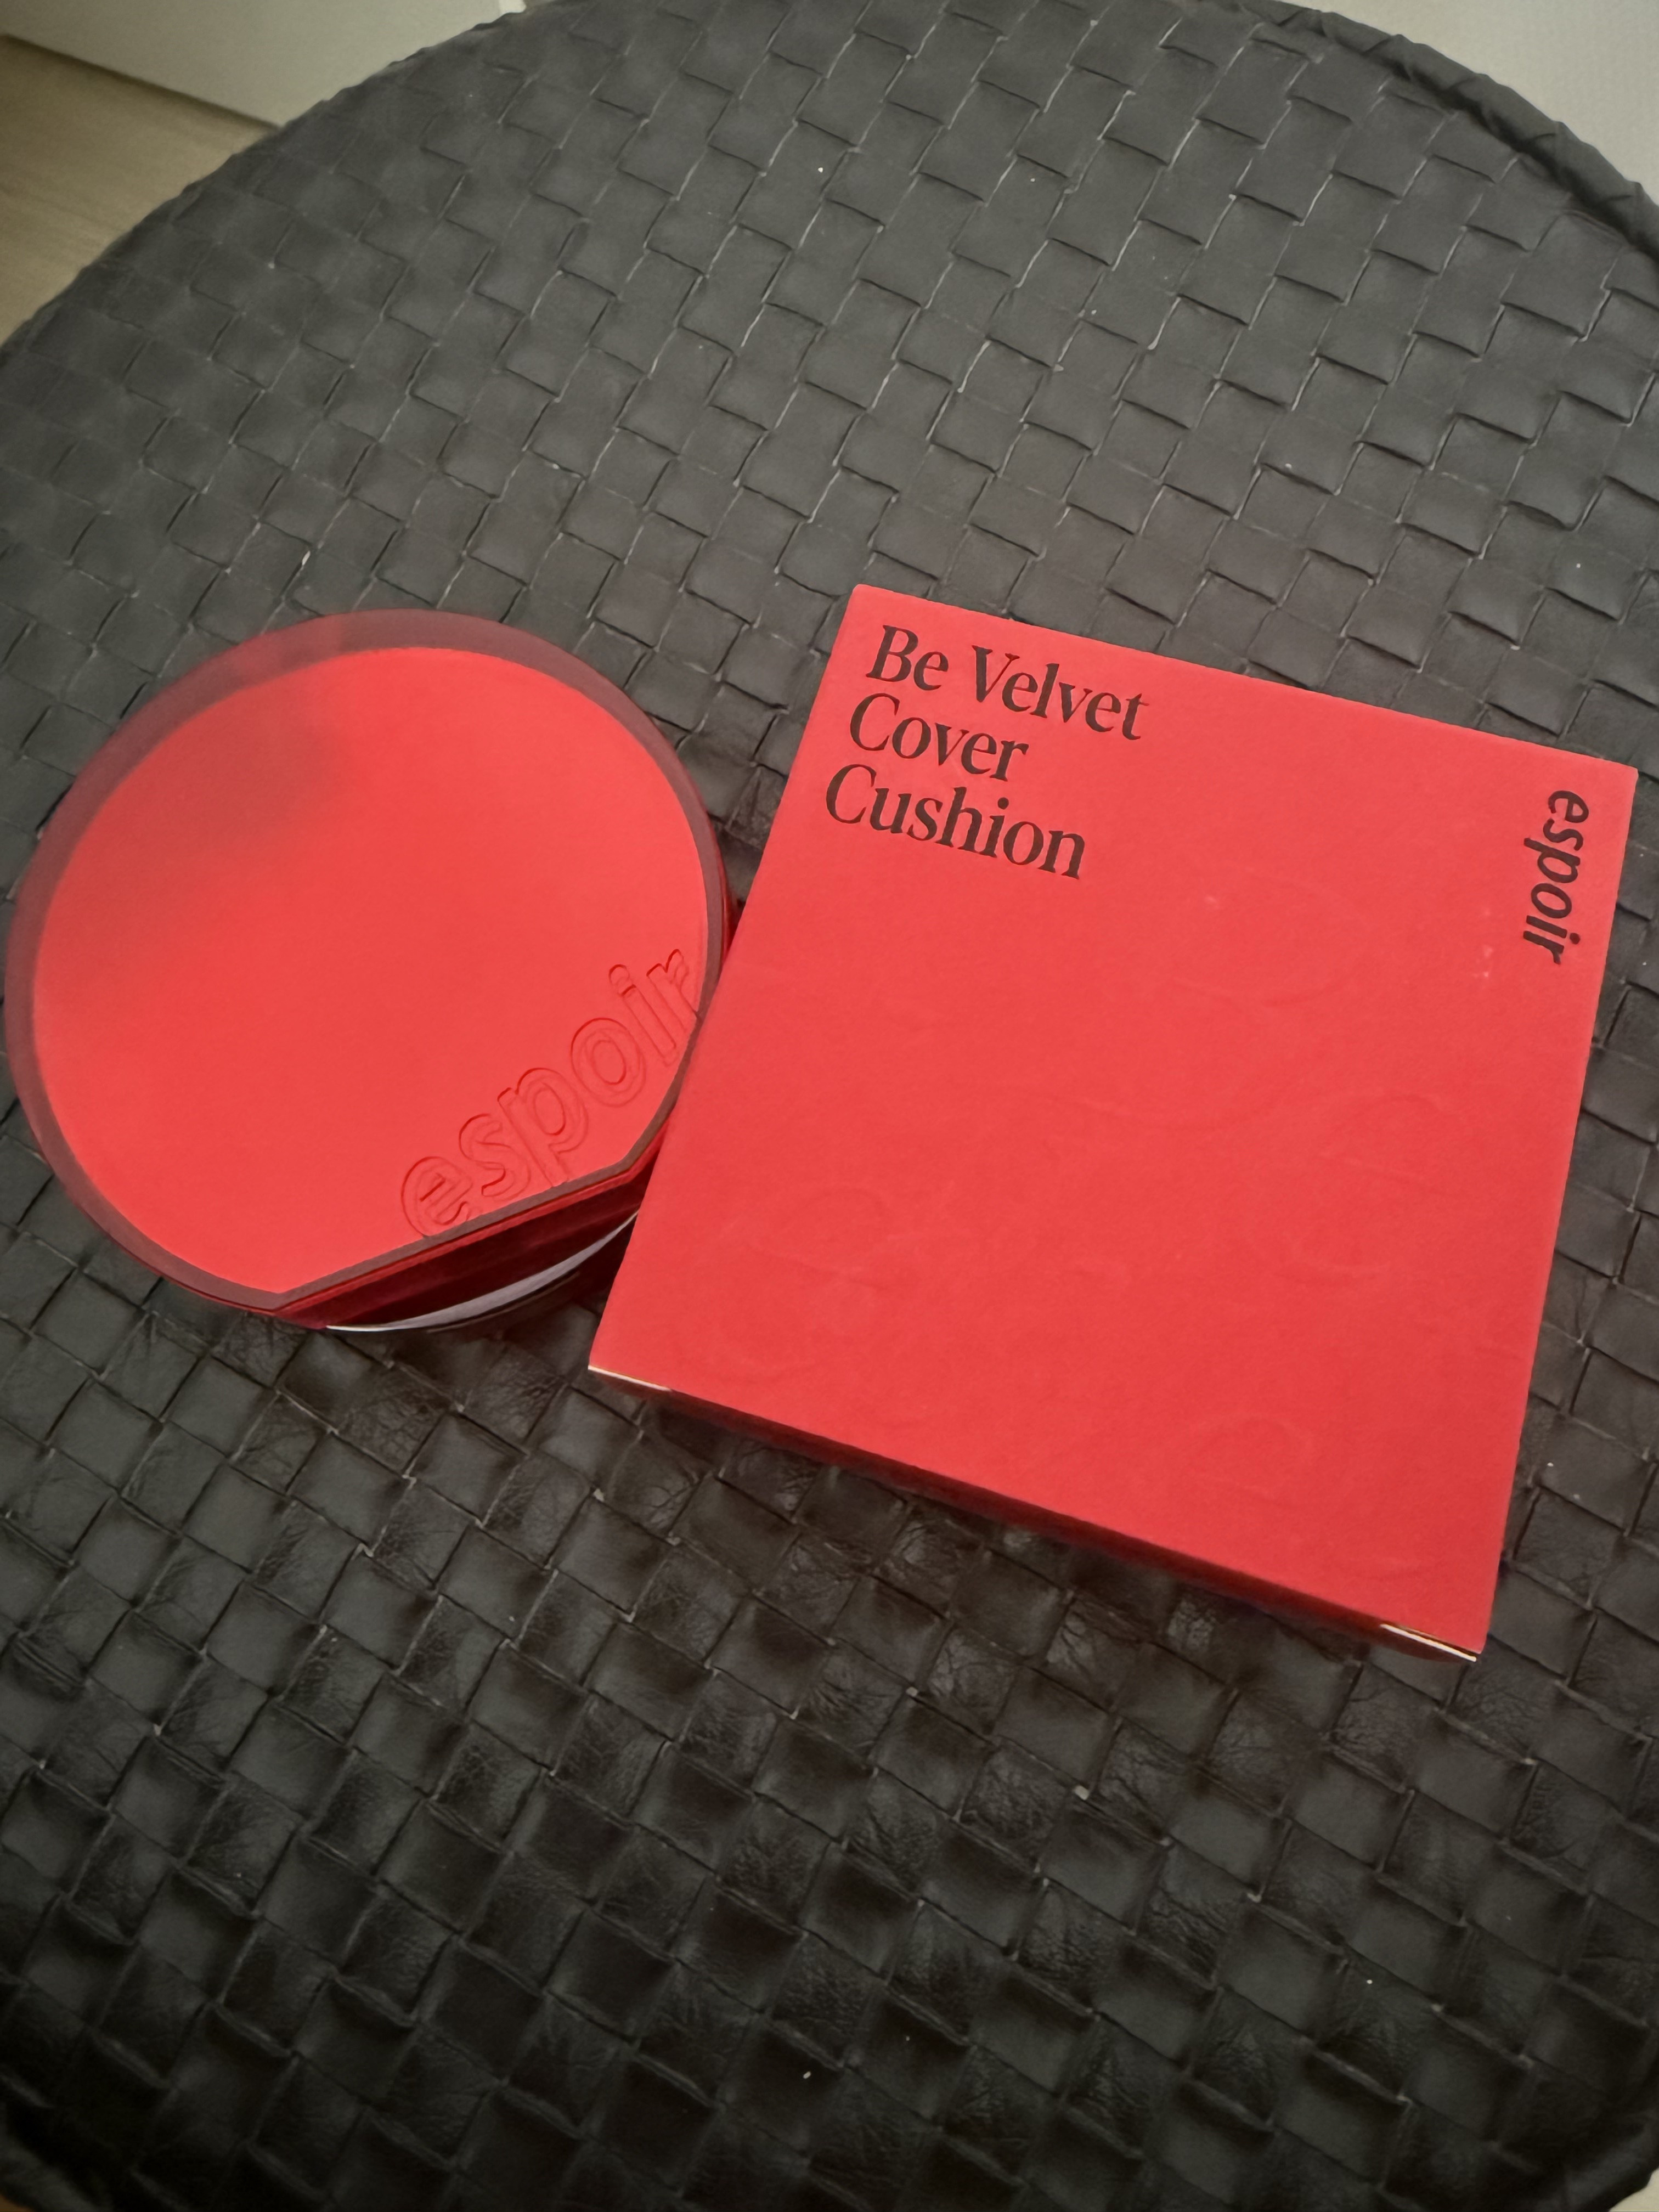 Be Velvet
Cover
Cushion
espoir
espoir